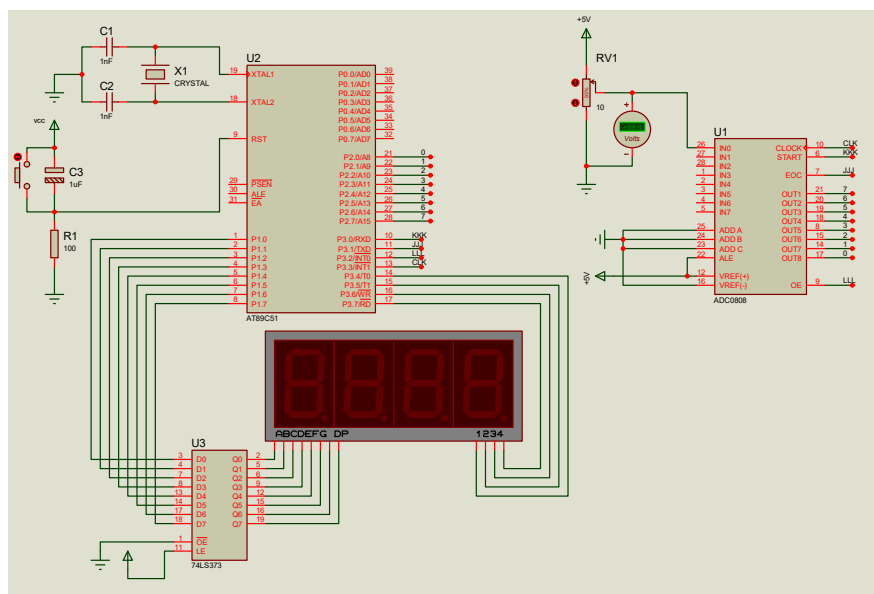 C1
1nF
C2
1nF
X1
CRYSTAL
vcc
C3
1uF
R1
100
U2
19 XTAL1
18 XTAL2
9 RST
29 PSEN
30 ALE
31 EA
1 P1.0
2 P1.1
3 P1.2
4 P1.3
5 P1.4
6 P1.5
7 P1.6
8 P1.7
P0.0/AD0 39
P0.1/AD1 38
P0.2/AD2 37
P0.3/AD3 36
P0.4/AD4 35
P0.5/AD5 34
P0.6/AD6 33
P0.7/AD7 32
P2.0/A8 21 0
P2.1/A9 22 1
P2.2/A10 23 2
P2.3/A11 24 3
P2.4/A12 25 4
P2.5/A13 26 5
P2.6/A14 27 6
P2.7/A15 28 7
P3.0/RXD 10 KKK
P3.1/TXD 11 JJ
P3.2/INT0 12 LL
P3.3/INT1 13 CLK
P3.4/T0 14
P3.5/T1 15
P3.6/WR 16
P3.7/RD 17
AT89C51
+5V
RV1
10
Volts
U1
26 IN0
27 IN1
28 IN2
1 IN3
2 IN4
3 IN5
4 IN6
5 IN7
25 ADD A
24 ADD B
23 ADD C
22 ALE
12 VREF(+)
16 VREF(-)
CLOCK 10 CLK
START 6 KKK
EOC 7 JJJ
OUT1 21 7
OUT2 20 6
OUT3 19 5
OUT4 18 4
OUT5 8 3
OUT6 15 2
OUT7 14 1
OUT8 17 0
OE 9 LLL
ADC0808
+5V
ABCDEFG DP
1234
U3
3 D0
4 D1
7 D2
8 D3
13 D4
14 D5
17 D6
18 D7
1 OE
11 LE
Q0 2
Q1 5
Q2 6
Q3 9
Q4 12
Q5 15
Q6 16
Q7 19
74LS373